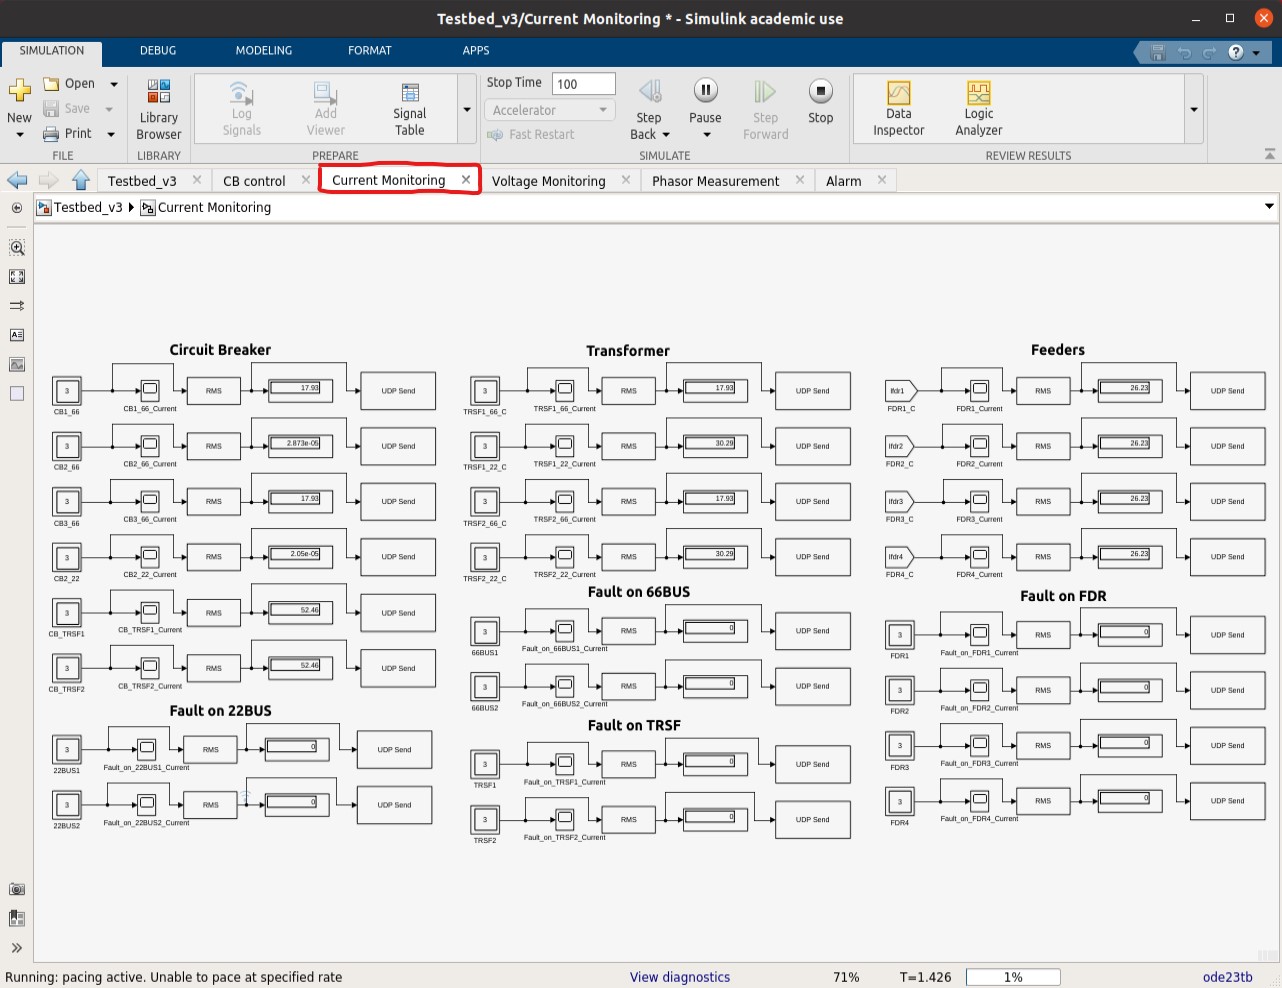 Testbed_v3/Current Monitoring * - Simulink academic use
SIMULATION DEBUG MODELING FORMAT APPS
New
Open
Save
Print
FILE
Library Browser
LIBRARY
Log Signals
Add Viewer
Signal Table
PREPARE
Stop Time 100
Accelerator
Fast Restart
Step Back
Pause
Step Forward
Stop
SIMULATE
Data Inspector
Logic Analyzer
REVIEW RESULTS
Testbed_v3 CB control Current Monitoring Voltage Monitoring Phasor Measurement Alarm
Testbed_v3 Current Monitoring
Circuit Breaker
3 CB1_66 CB1_66_Current RMS 17.93 UDP Send
3 CB2_66 CB2_66_Current RMS 2.873e-05 UDP Send
3 CB3_66 CB3_66_Current RMS 17.93 UDP Send
3 CB2_22 CB2_22_Current RMS 2.05e-05 UDP Send
3 CB_TRSF1 CB_TRSF1_Current RMS 52.46 UDP Send
3 CB_TRSF2 CB_TRSF2_Current RMS 52.46 UDP Send
Fault on 22BUS
3 22BUS1 Fault_on_22BUS1_Current RMS 0 UDP Send
3 22BUS2 Fault_on_22BUS2_Current RMS 0 UDP Send
Transformer
3 TRSF1_66_C TRSF1_66_Current RMS 17.93 UDP Send
3 TRSF1_22_C TRSF1_22_Current RMS 30.29 UDP Send
3 TRSF2_66_C TRSF2_66_Current RMS 17.93 UDP Send
3 TRSF2_22_C TRSF2_22_Current RMS 30.29 UDP Send
Fault on 66BUS
3 66BUS1 Fault_on_66BUS1_Current RMS 0 UDP Send
3 66BUS2 Fault_on_66BUS2_Current RMS 0 UDP Send
Fault on TRSF
3 TRSF1 Fault_on_TRSF1_Current RMS 0 UDP Send
3 TRSF2 Fault_on_TRSF2_Current RMS 0 UDP Send
Feeders
Ifdr1 FDR1_C FDR1_Current RMS 26.23 UDP Send
Ifdr2 FDR2_C FDR2_Current RMS 26.23 UDP Send
Ifdr3 FDR3_C FDR3_Current RMS 26.23 UDP Send
Ifdr4 FDR4_C FDR4_Current RMS 26.23 UDP Send
Fault on FDR
3 FDR1 Fault_on_FDR1_Current RMS 0 UDP Send
3 FDR2 Fault_on_FDR2_Current RMS 0 UDP Send
3 FDR3 Fault_on_FDR3_Current RMS 0 UDP Send
3 FDR4 Fault_on_FDR4_Current RMS 0 UDP Send
Running: pacing active. Unable to pace at specified rate View diagnostics 71% T=1.426 1% ode23tb